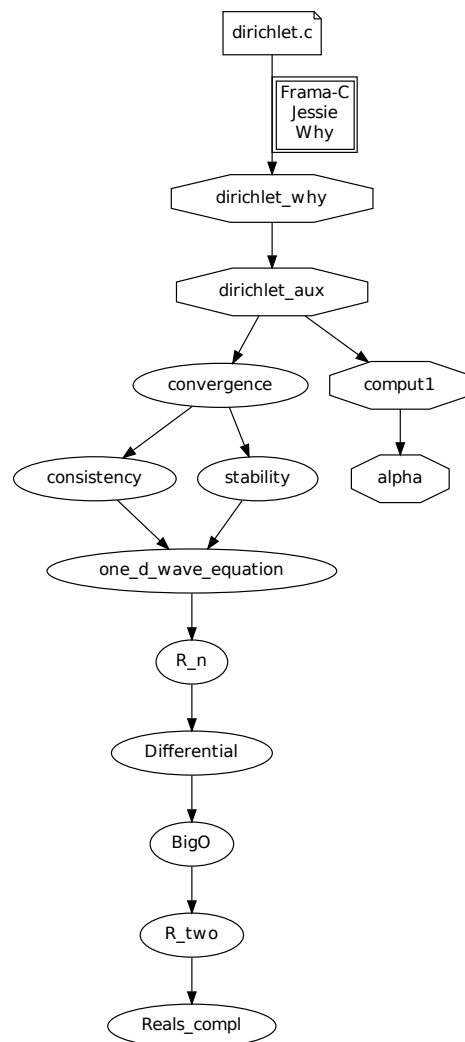 dirichlet.c
Frama-C
Jessie
Why
dirichlet_why
dirichlet_aux
convergence
comput1
consistency
stability
alpha
one_d_wave_equation
R_n
Differential
BigO
R_two
Reals_compl